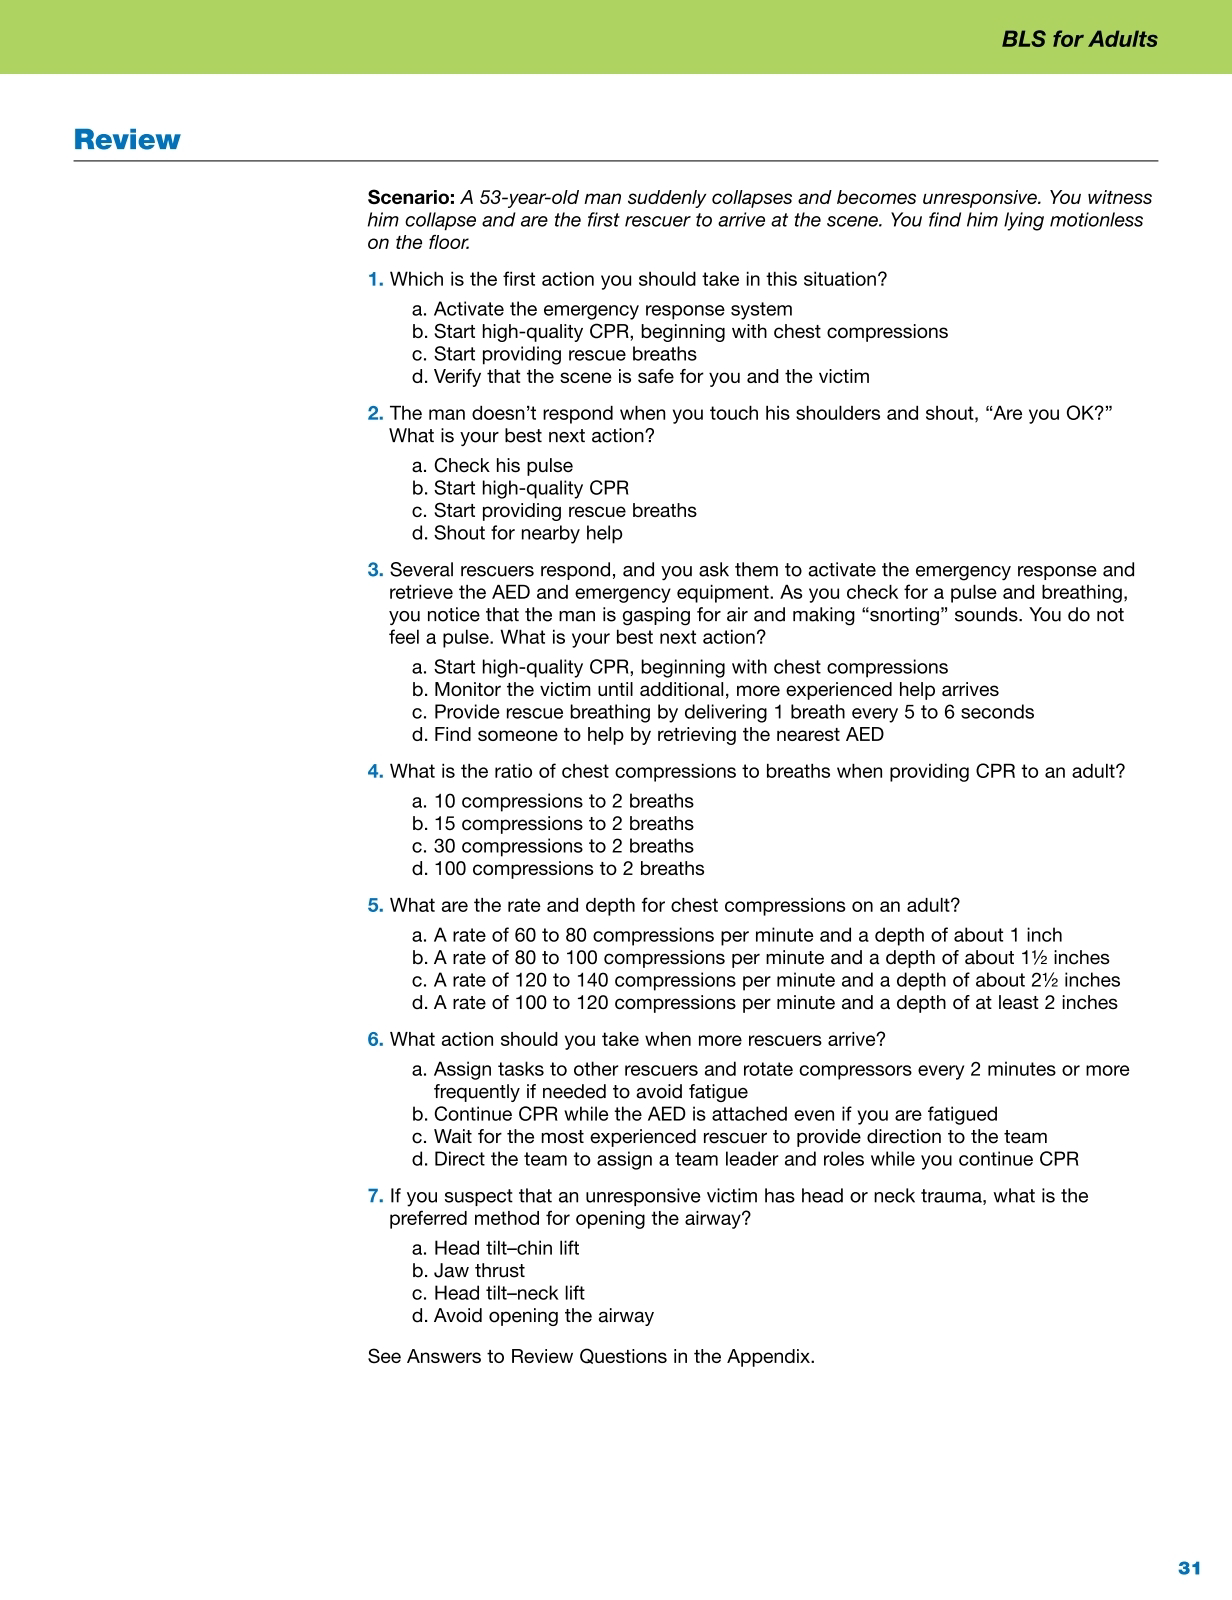 BLS for Adults
Review
Scenario: A 53-year-old man suddenly collapses and becomes unresponsive. You witness
him collapse and are the first rescuer to arrive at the scene. You find him lying motionless
on the floor.
1. Which is the first action you should take in this situation?
a. Activate the emergency response system
b. Start high-quality CPR, beginning with chest compressions
c. Start providing rescue breaths
d. Verify that the scene is safe for you and the victim
2. The man doesn’t respond when you touch his shoulders and shout, “Are you OK?”
What is your best next action?
a. Check his pulse
b. Start high-quality CPR
c. Start providing rescue breaths
d. Shout for nearby help
3. Several rescuers respond, and you ask them to activate the emergency response and
retrieve the AED and emergency equipment. As you check for a pulse and breathing,
you notice that the man is gasping for air and making “snorting” sounds. You do not
feel a pulse. What is your best next action?
a. Start high-quality CPR, beginning with chest compressions
b. Monitor the victim until additional, more experienced help arrives
c. Provide rescue breathing by delivering 1 breath every 5 to 6 seconds
d. Find someone to help by retrieving the nearest AED
4. What is the ratio of chest compressions to breaths when providing CPR to an adult?
a. 10 compressions to 2 breaths
b. 15 compressions to 2 breaths
c. 30 compressions to 2 breaths
d. 100 compressions to 2 breaths
5. What are the rate and depth for chest compressions on an adult?
a. A rate of 60 to 80 compressions per minute and a depth of about 1 inch
b. A rate of 80 to 100 compressions per minute and a depth of about 1½ inches
c. A rate of 120 to 140 compressions per minute and a depth of about 2½ inches
d. A rate of 100 to 120 compressions per minute and a depth of at least 2 inches
6. What action should you take when more rescuers arrive?
a. Assign tasks to other rescuers and rotate compressors every 2 minutes or more
frequently if needed to avoid fatigue
b. Continue CPR while the AED is attached even if you are fatigued
c. Wait for the most experienced rescuer to provide direction to the team
d. Direct the team to assign a team leader and roles while you continue CPR
7. If you suspect that an unresponsive victim has head or neck trauma, what is the
preferred method for opening the airway?
a. Head tilt–chin lift
b. Jaw thrust
c. Head tilt–neck lift
d. Avoid opening the airway
See Answers to Review Questions in the Appendix.
31